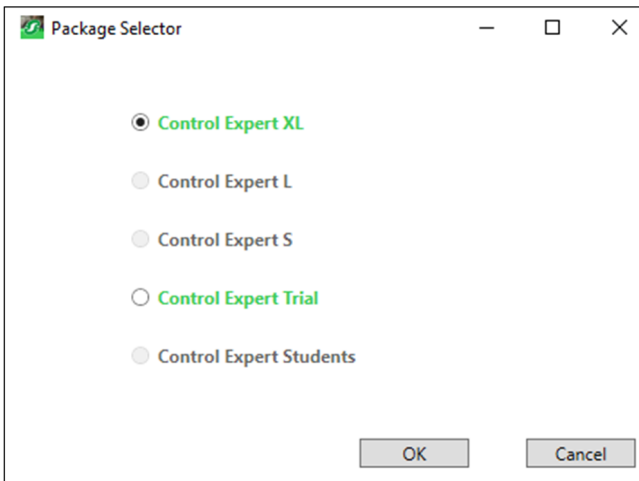 Package Selector
Control Expert XL
Control Expert L
Control Expert S
Control Expert Trial
Control Expert Students
OK Cancel